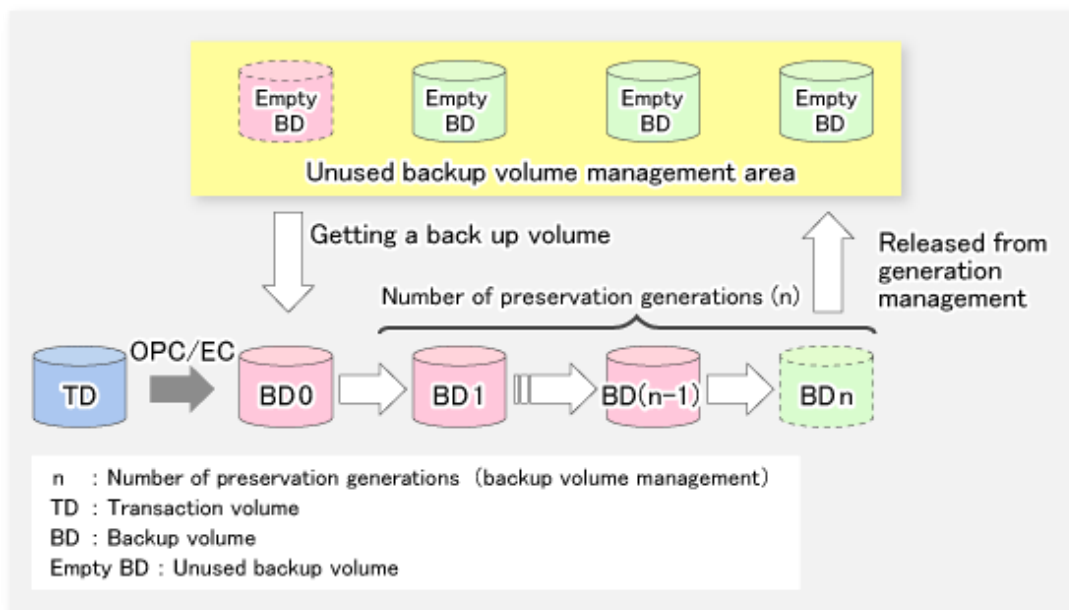 Empty
BD
Empty
BD
Empty
BD
Empty
BD
Unused backup volume management area
Getting a back up volume
Released from
generation
management
Number of preservation generations (n)
OPC/EC
TD
BD0
BD1
BD(n-1)
BDn
n : Number of preservation generations (backup volume management)
TD : Transaction volume
BD : Backup volume
Empty BD : Unused backup volume